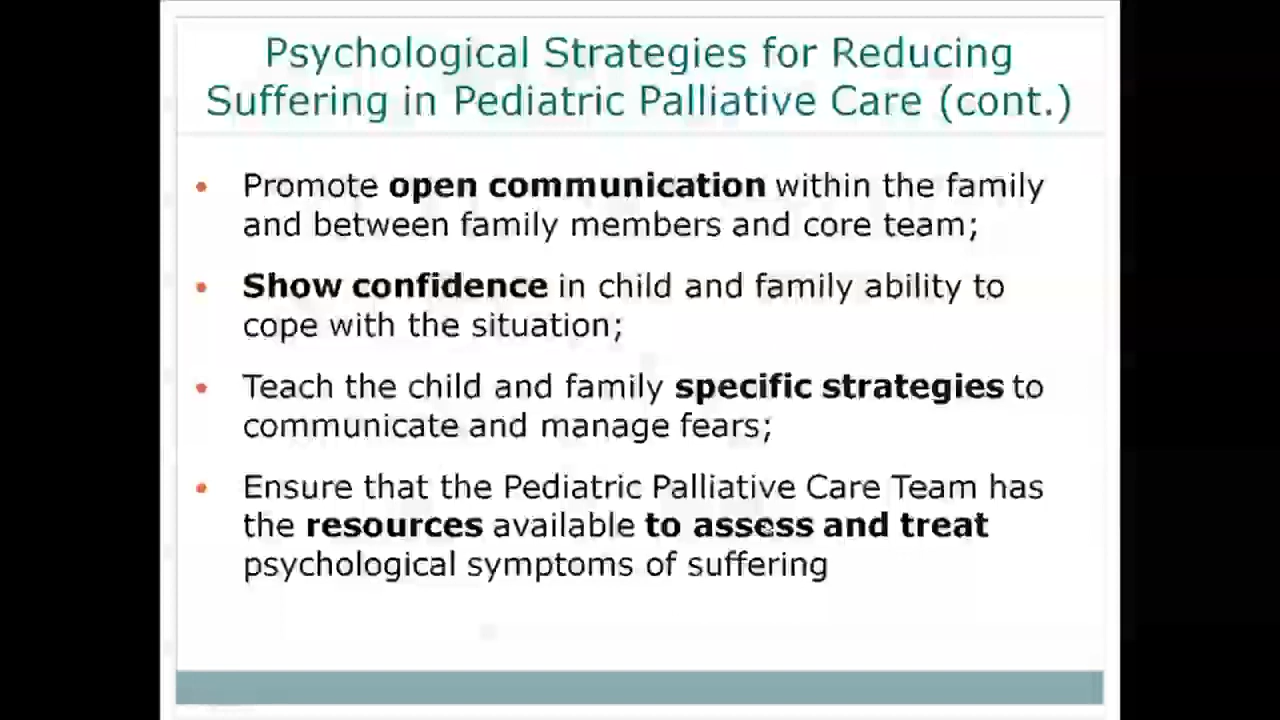 Psychological Strategies for Reducing
Suffering in Pediatric Palliative Care (cont.)
• Promote open communication within the family
and between family members and core team;
• Show confidence in child and family ability to
cope with the situation;
• Teach the child and family specific strategies to
communicate and manage fears;
• Ensure that the Pediatric Palliative Care Team has
the resources available to assess and treat
psychological symptoms of suffering